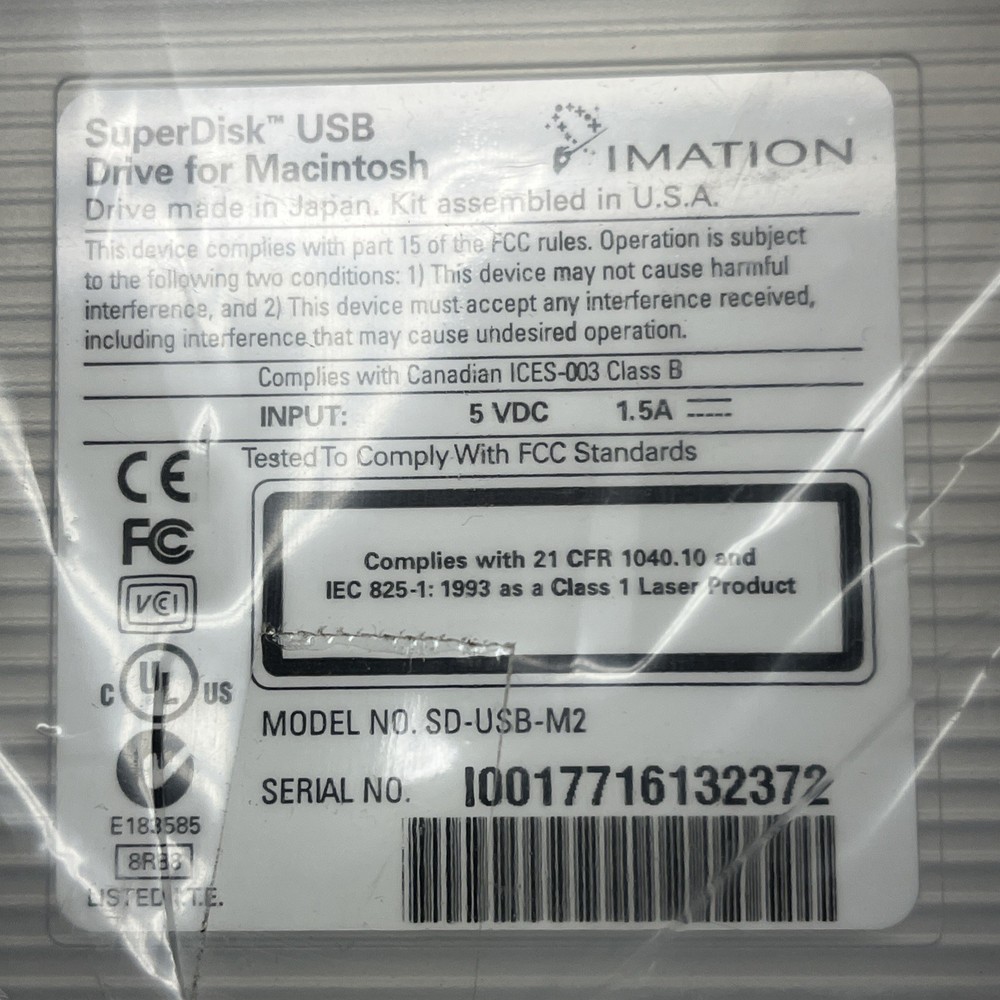 SuperDisk™ USB
Drive for Macintosh
IMATION
Drive made in Japan. Kit assembled in U.S.A.
This device complies with part 15 of the FCC rules. Operation is subject
to the following two conditions: 1) This device may not cause harmful
interference, and 2) This device must accept any interference received,
including interference that may cause undesired operation.
Complies with Canadian ICES-003 Class B
INPUT: 5 VDC 1.5A
Tested To Comply With FCC Standards
CE
FC
VCI
C UL US
E183585
LISTED I.T.E.
Complies with 21 CFR 1040.10 and
IEC 825-1: 1993 as a Class 1 Laser Product
MODEL NO. SD-USB-M2
SERIAL NO. I0017716132372